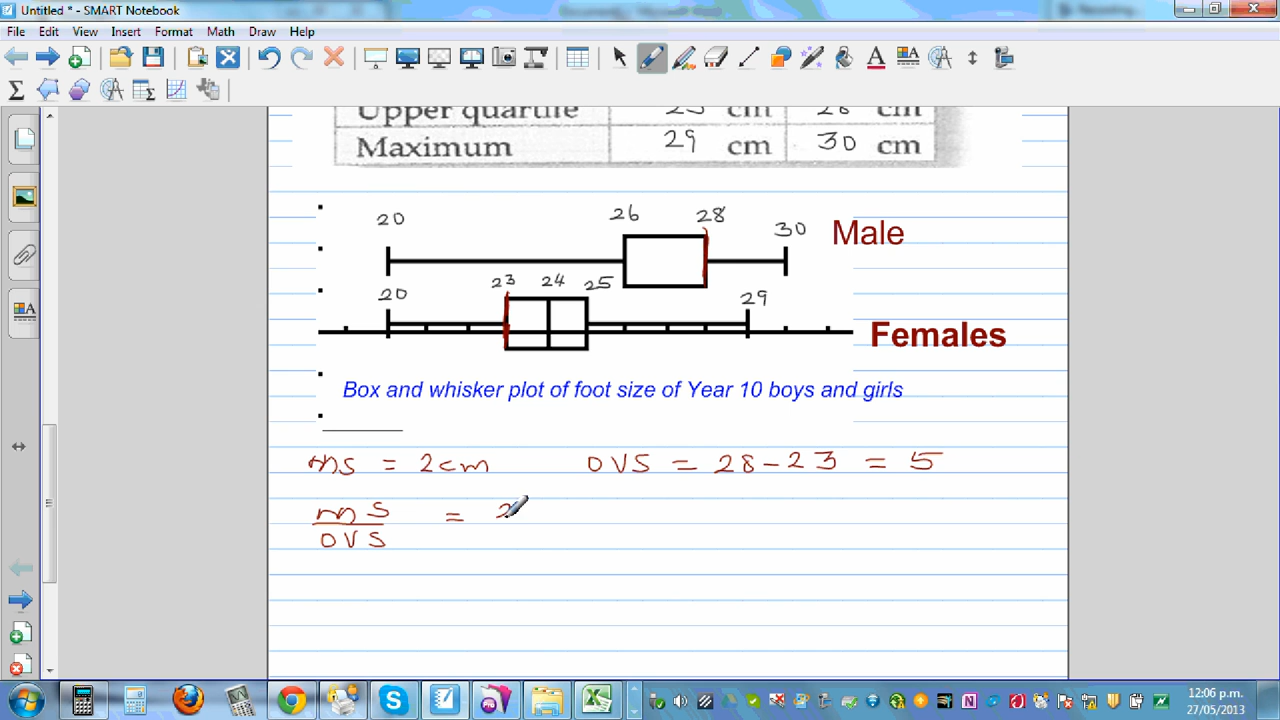 Untitled * - SMART Notebook
File Edit View Insert Format Math Draw Help
Upper quartile 25 cm 28 cm
Maximum 29 cm 30 cm
20 26 28 30 Male
20 23 24 25 29 Females
Box and whisker plot of foot size of Year 10 boys and girls
ms = 2cm OVS = 28-23 = 5
ms
OVS
= 2
12:06 p.m.
27/05/2013